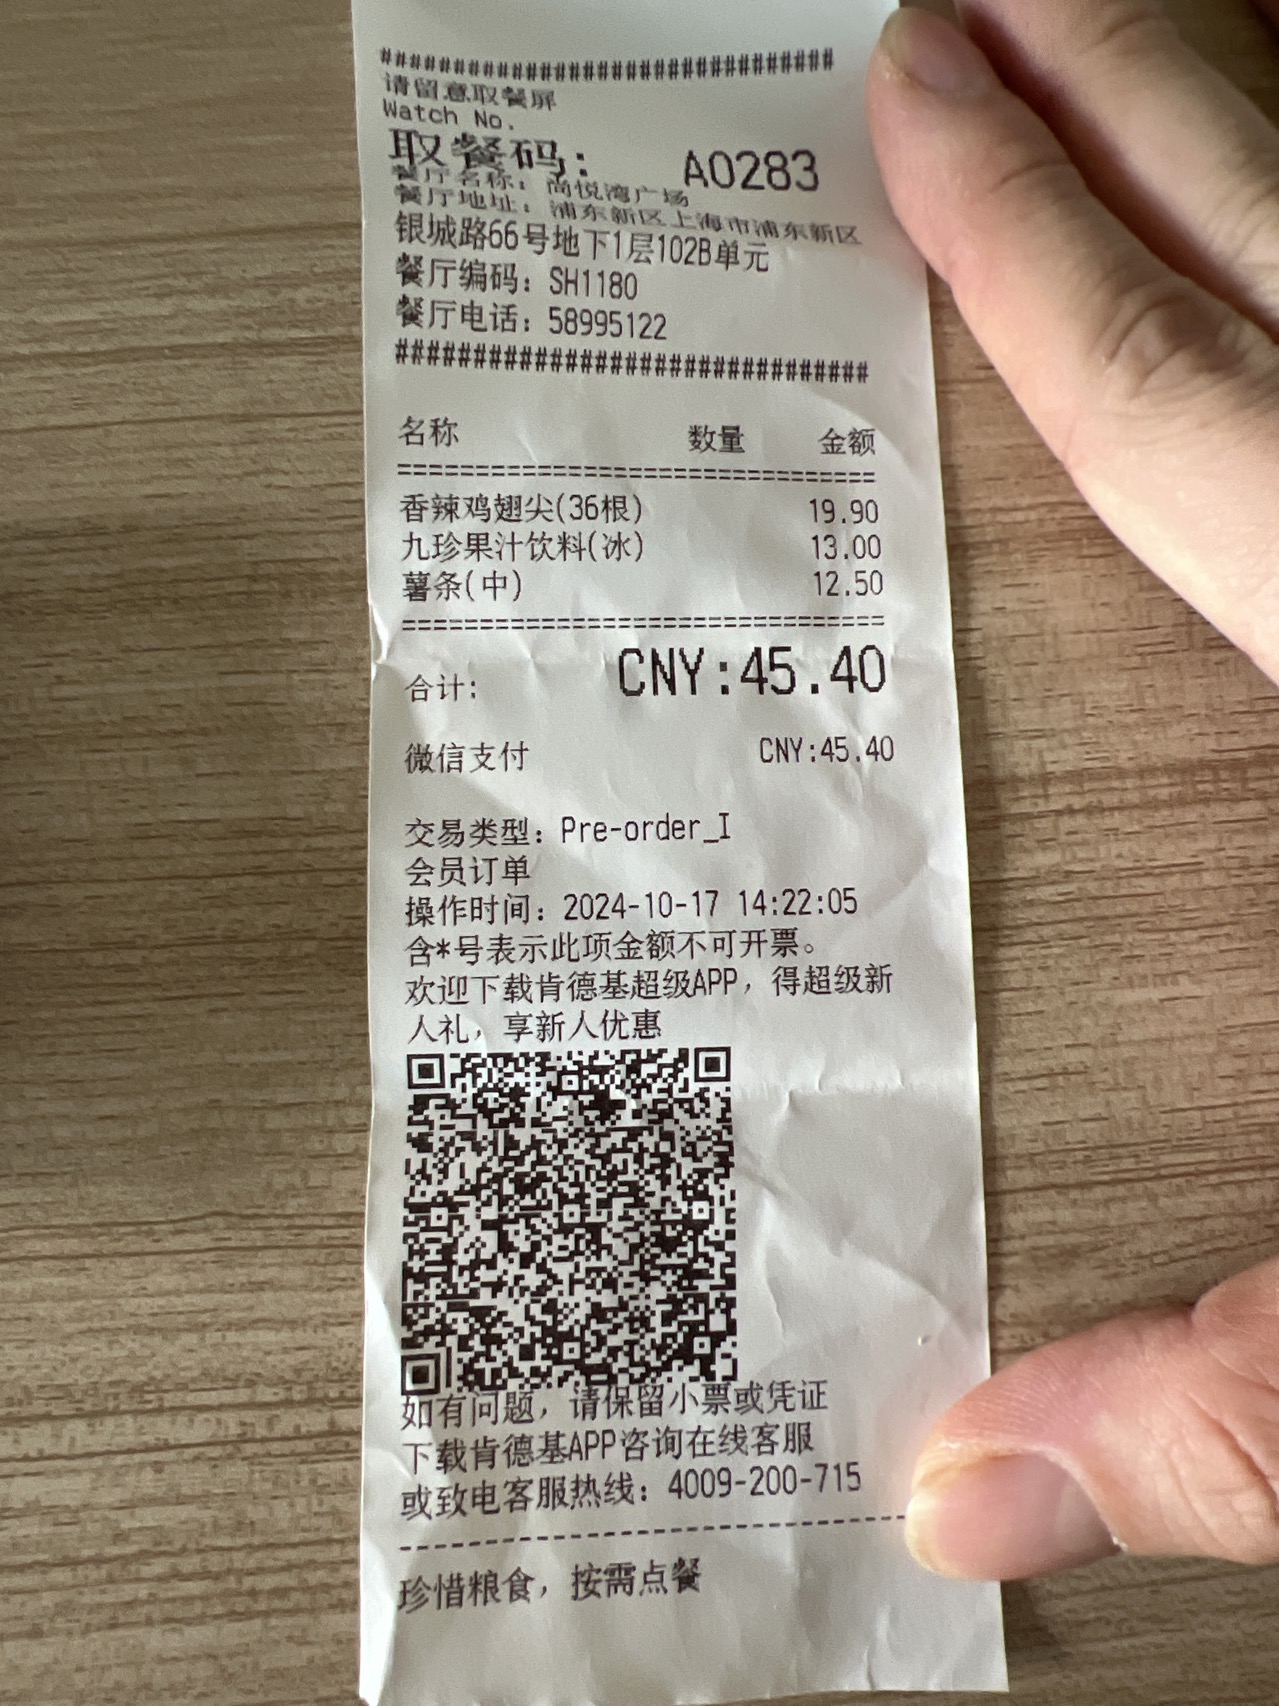 ##############################
请留意取餐屏
Watch No.
取餐码: A0283
餐厅名称: 尚悦湾广场
餐厅地址: 浦东新区上海市浦东新区
银城路66号地下1层102B单元
餐厅编码: SH1180
餐厅电话: 58995122
##############################
名称 数量 金额
==============================
香辣鸡翅尖(36根) 19.90
九珍果汁饮料(冰) 13.00
薯条(中) 12.50
==============================
合计: CNY:45.40
微信支付 CNY:45.40
交易类型: Pre-order_I
会员订单
操作时间: 2024-10-17 14:22:05
含*号表示此项金额不可开票。
欢迎下载肯德基超级APP, 得超级新
人礼, 享新人优惠
如有问题, 请保留小票或凭证
下载肯德基APP咨询在线客服
或致电客服热线: 4009-200-715
------------------------------
珍惜粮食, 按需点餐